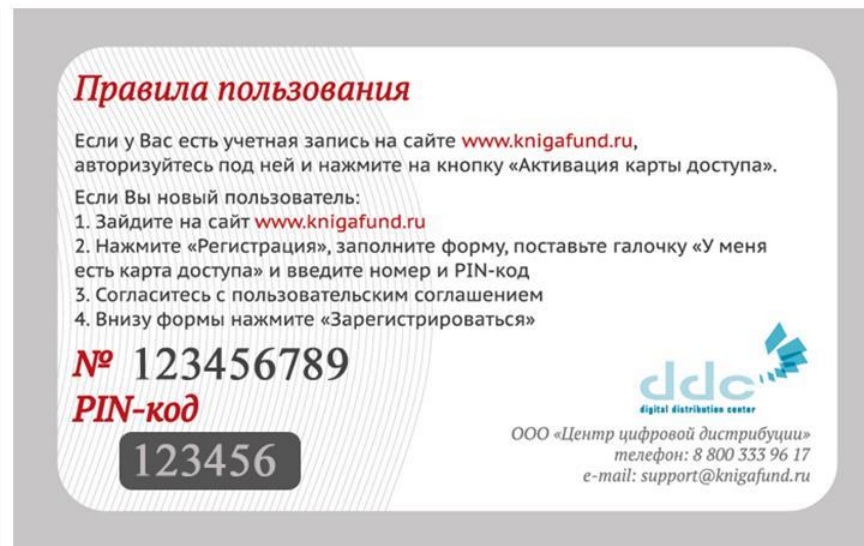 Правила пользования
Если у Вас есть учетная запись на сайте www.knigafund.ru,
авторизуйтесь под ней и нажмите на кнопку «Активация карты доступа».
Если Вы новый пользователь:
1. Зайдите на сайт www.knigafund.ru
2. Нажмите «Регистрация», заполните форму, поставьте галочку «У меня
есть карта доступа» и введите номер и PIN-код
3. Согласитесь с пользовательским соглашением
4. Внизу формы нажмите «Зарегистрироваться»
№ 123456789
PIN-код
123456
ddc
digital distribution center
ООО «Центр цифровой дистрибуции»
телефон: 8 800 333 96 17
e-mail: support@knigafund.ru